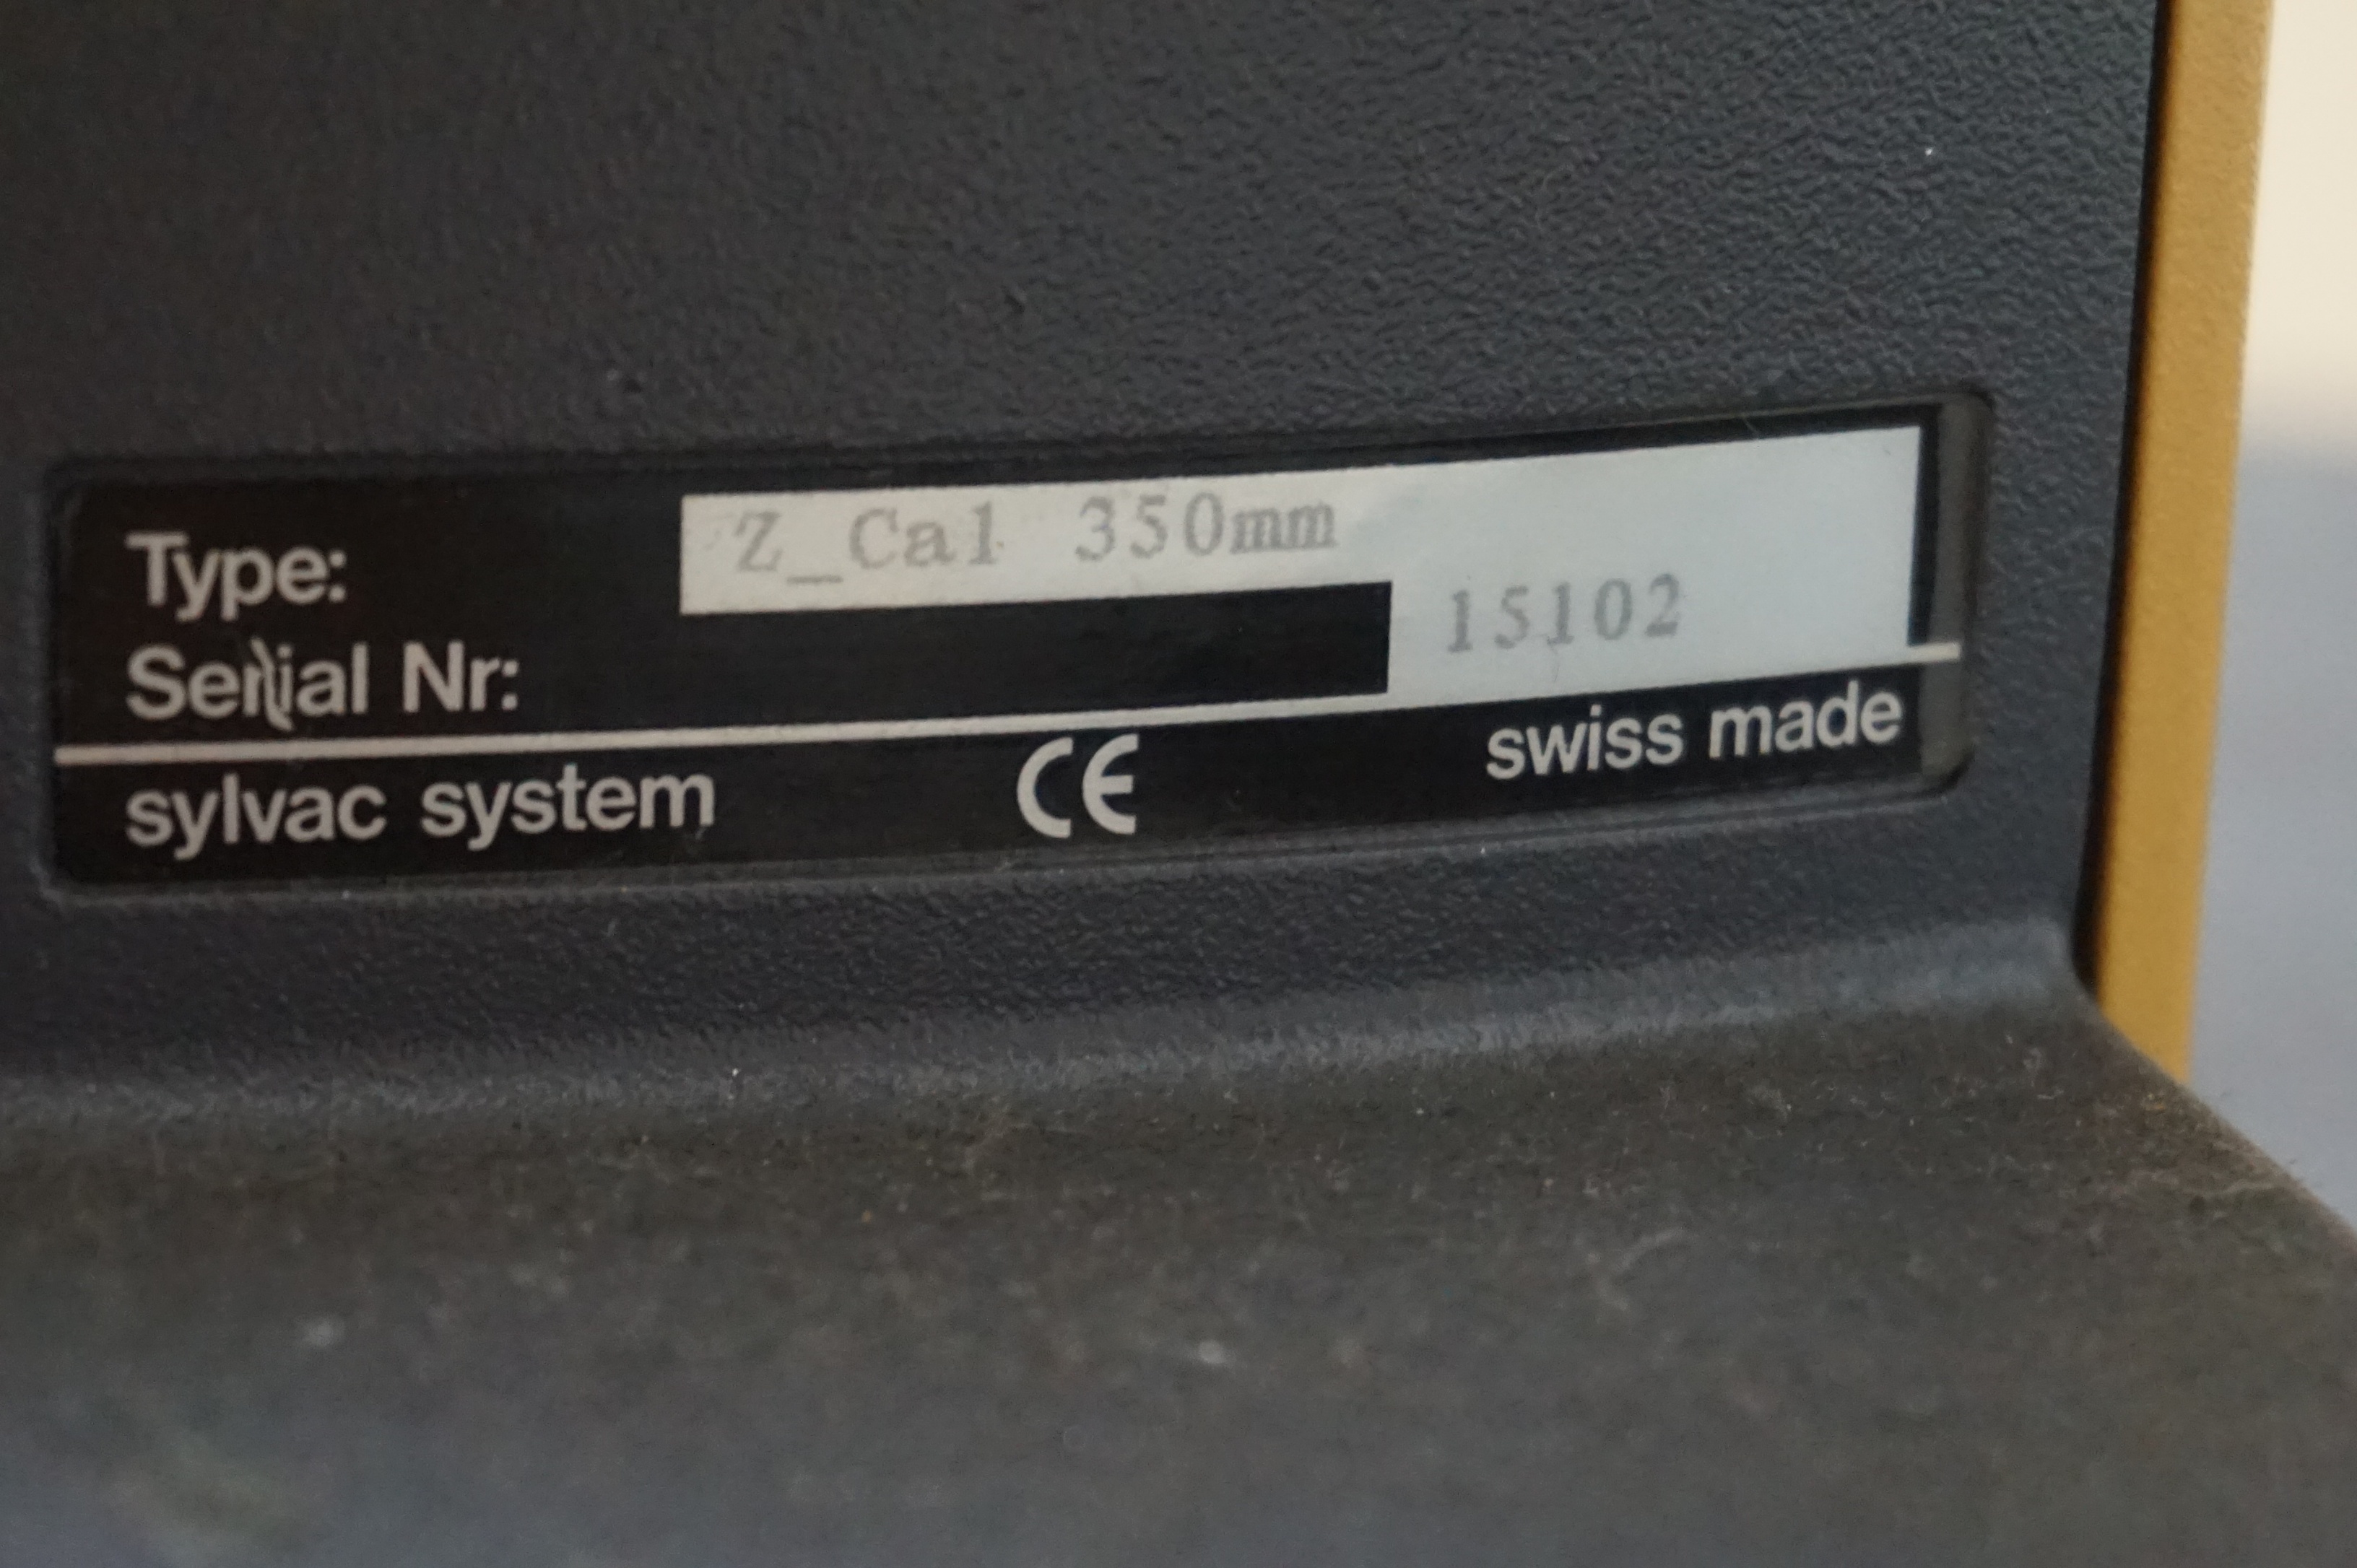 Type: Z_Cal 350mm
Serial Nr: 15102
sylvac system CE swiss made